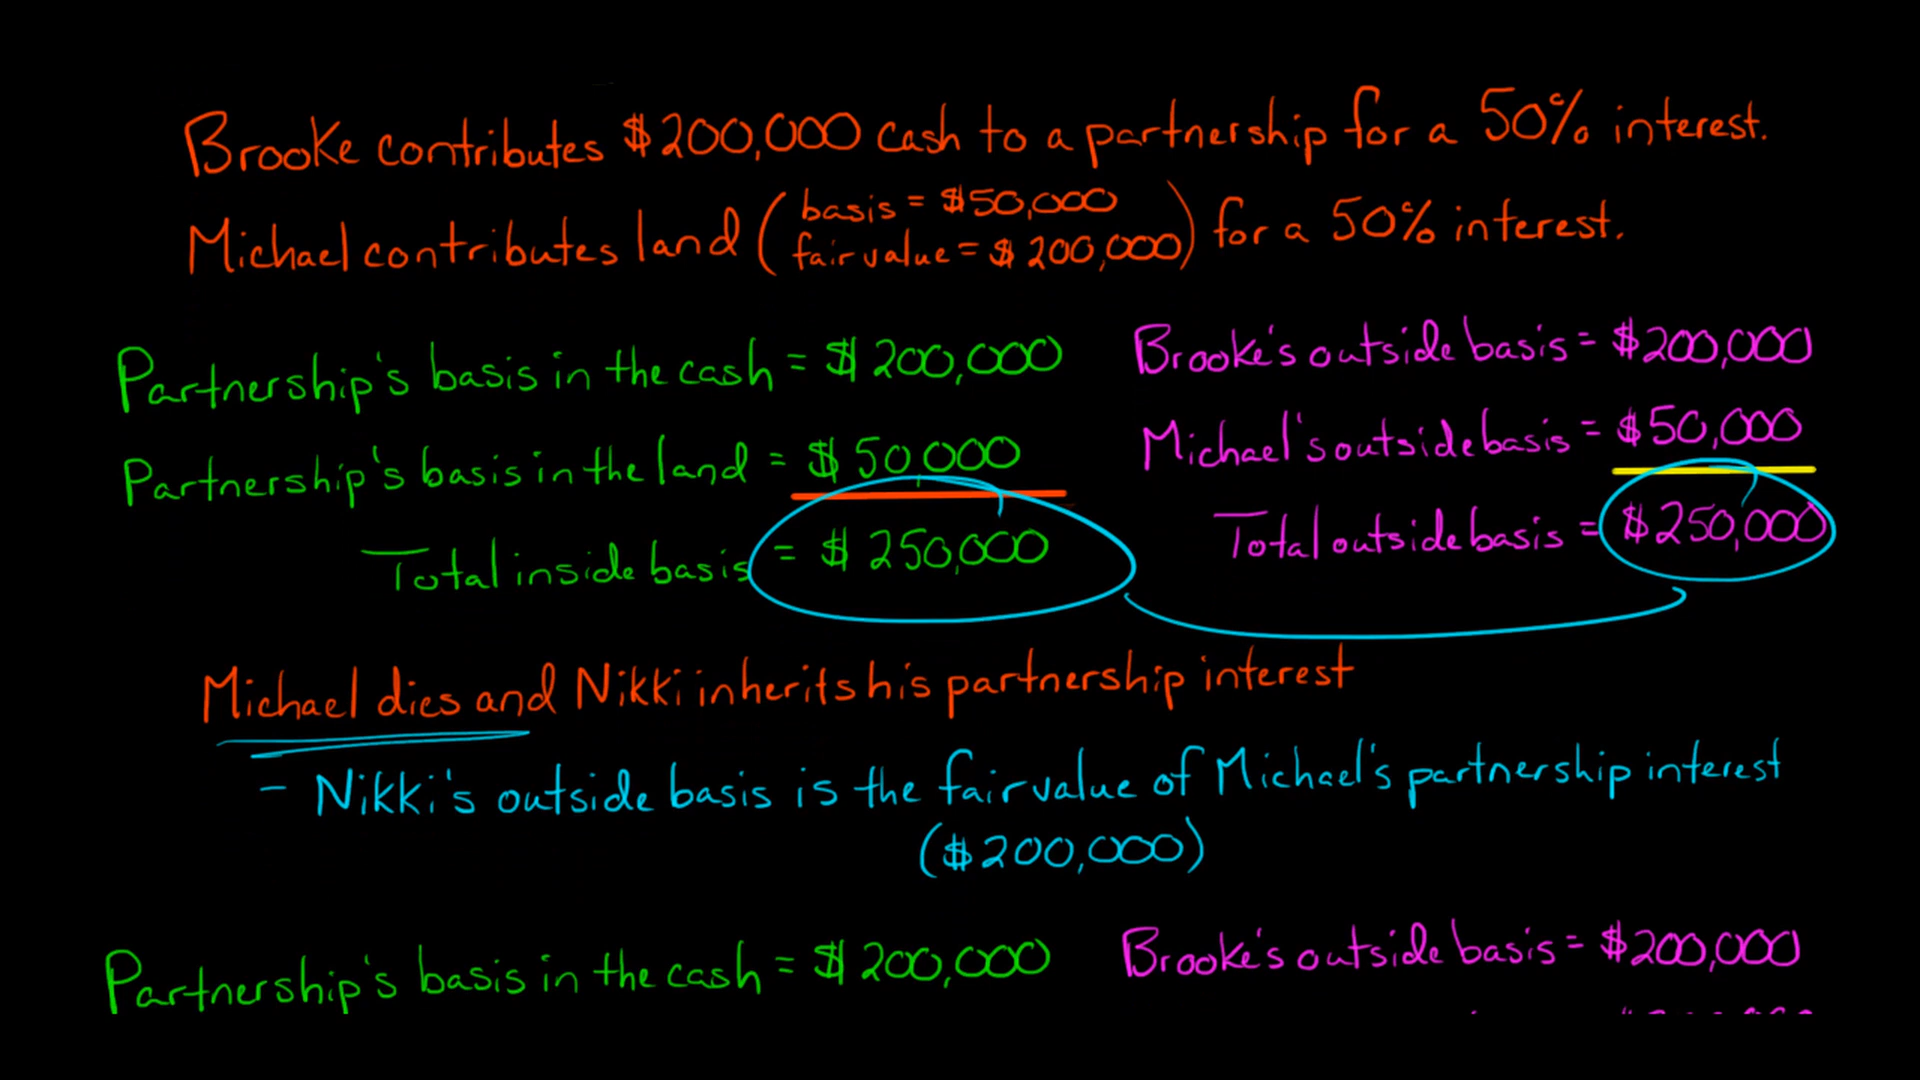 Brooke contributes $200,000 cash to a partnership for a 50% interest.
Michael contributes land (basis = $50,000 fair value = $200,000) for a 50% interest.
Partnership's basis in the cash = $200,000
Partnership's basis in the land = $50,000
Total inside basis = $250,000
Brooke's outside basis = $200,000
Michael's outside basis = $50,000
Total outside basis = $250,000
Michael dies and Nikki inherits his partnership interest
- Nikki's outside basis is the fair value of Michael's partnership interest
($200,000)
Partnership's basis in the cash = $200,000
Brooke's outside basis = $200,000